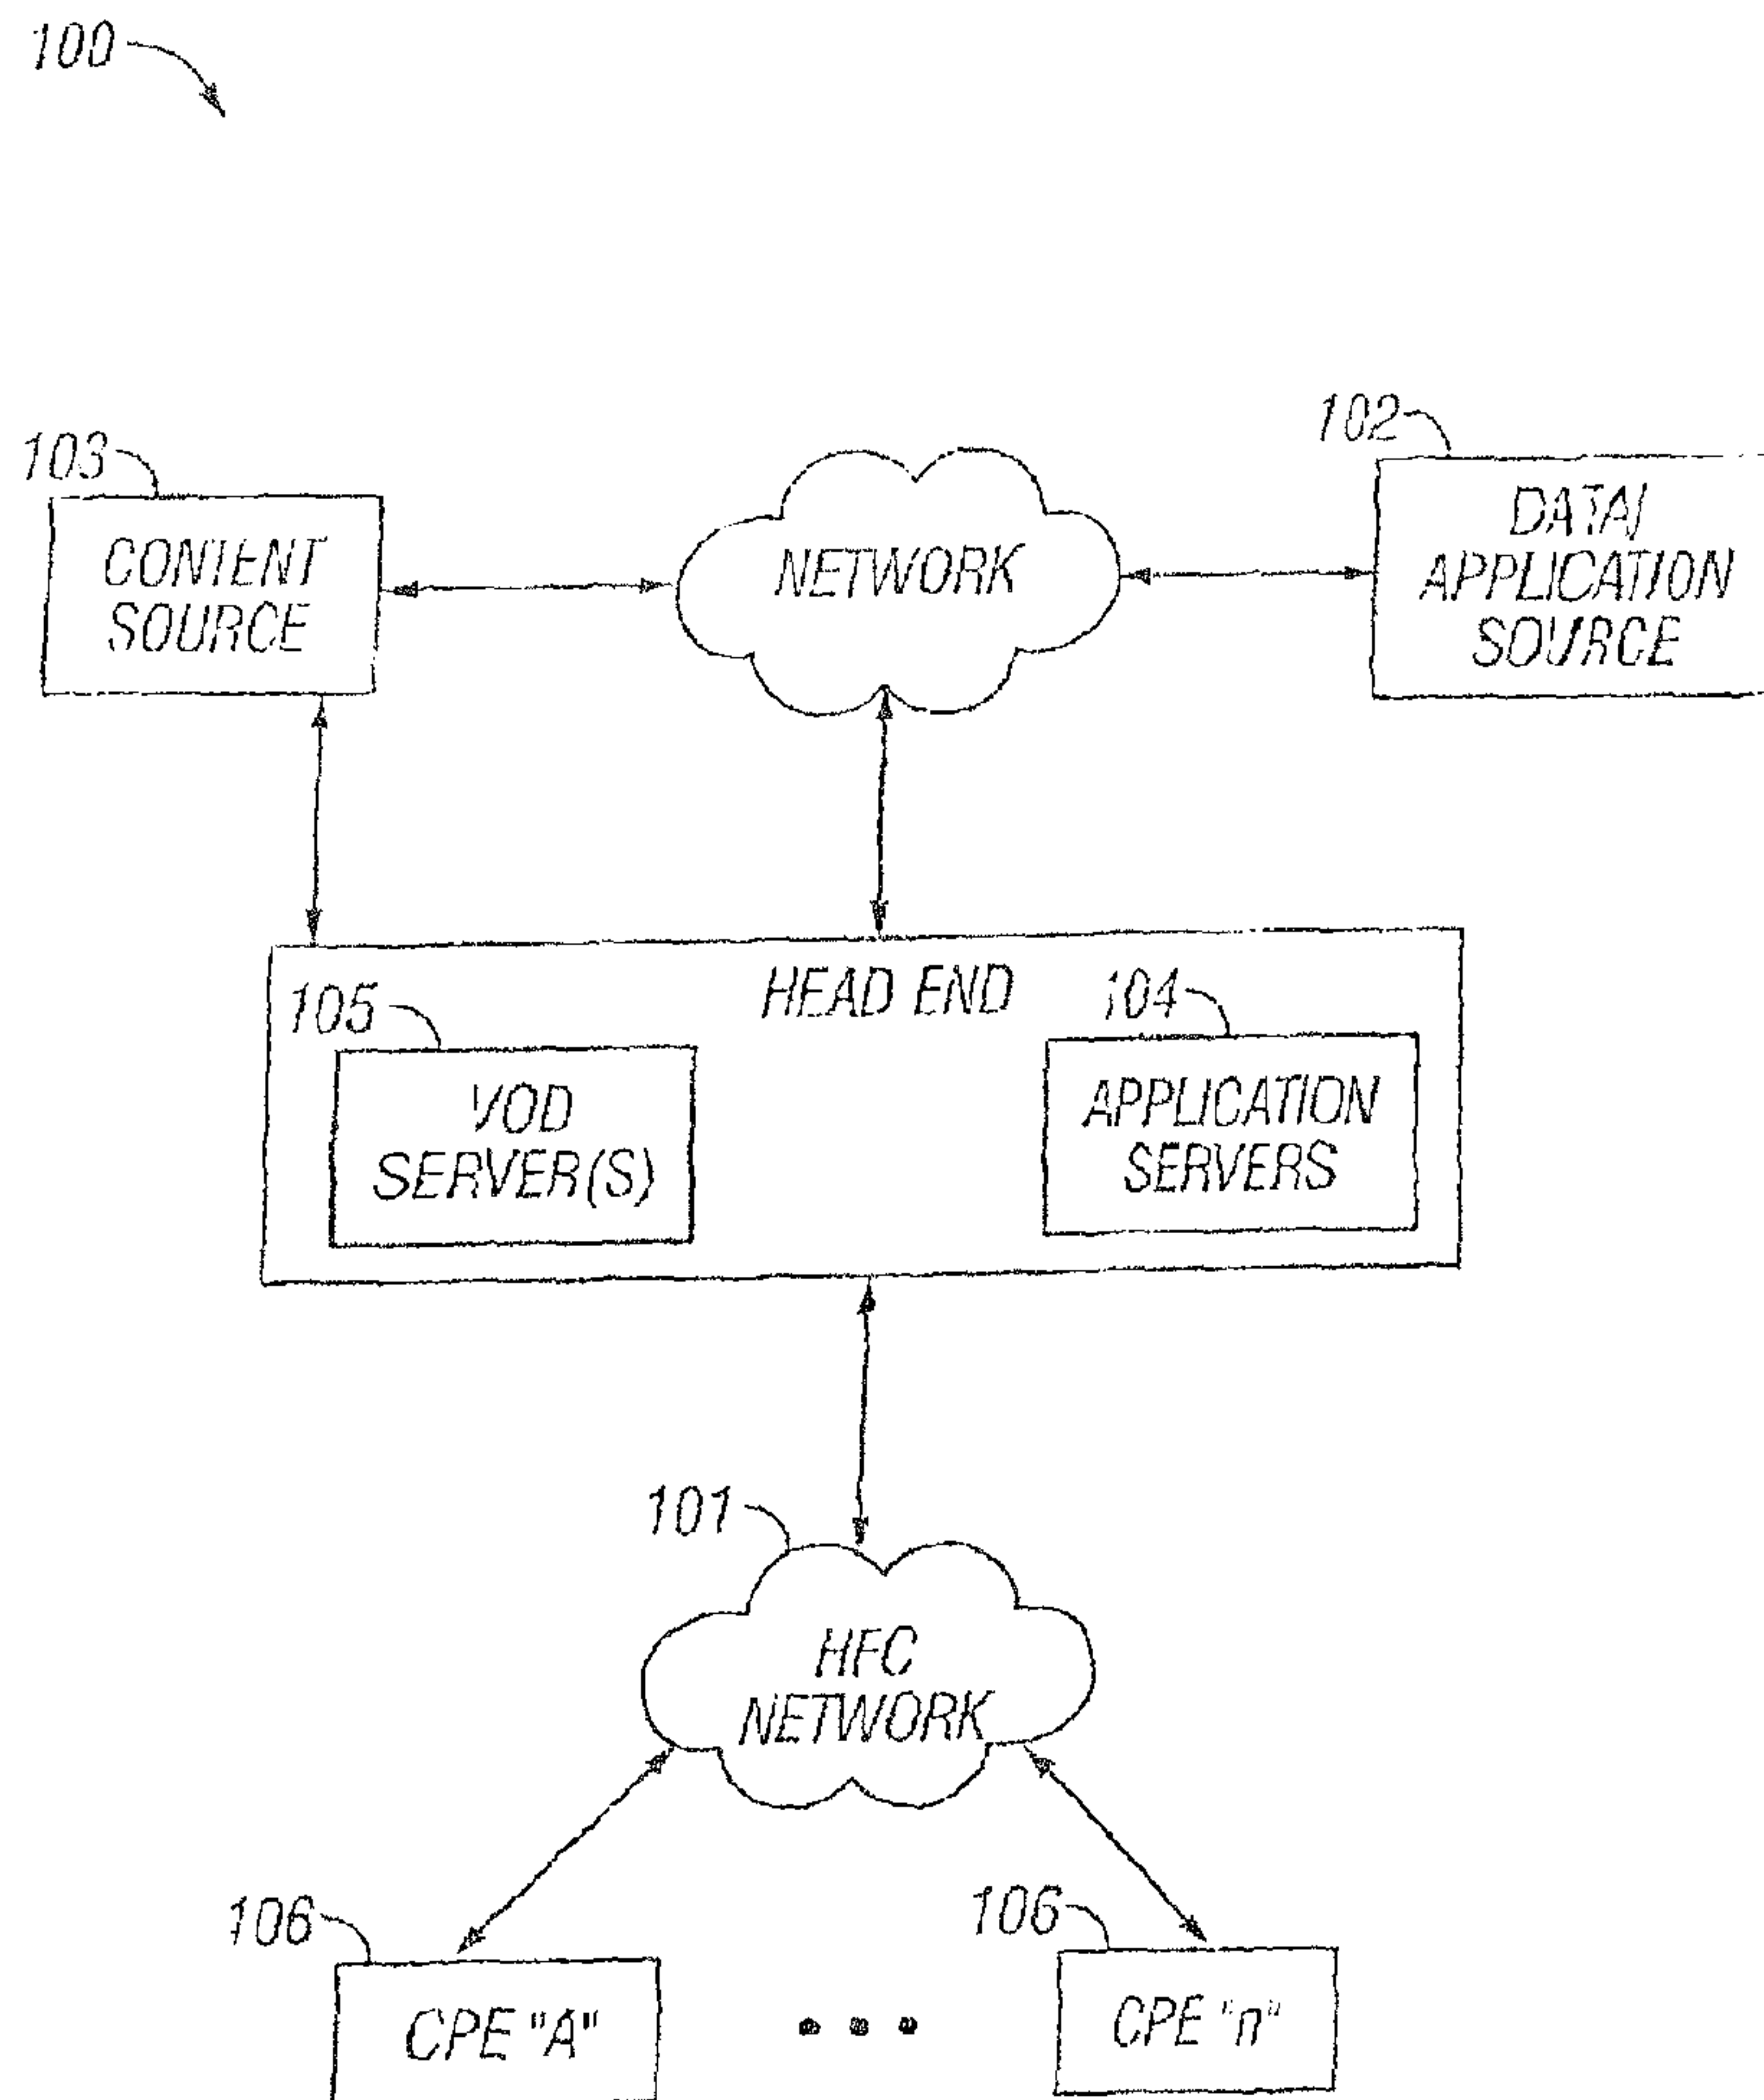 100
103
CONTENT
SOURCE
NETWORK
102
DATA/
APPLICATION
SOURCE
HEAD END
105
VOD
SERVER(S)
104
APPLICATION
SERVERS
101
HFC
NETWORK
106
CPE "A"
106
CPE "n"